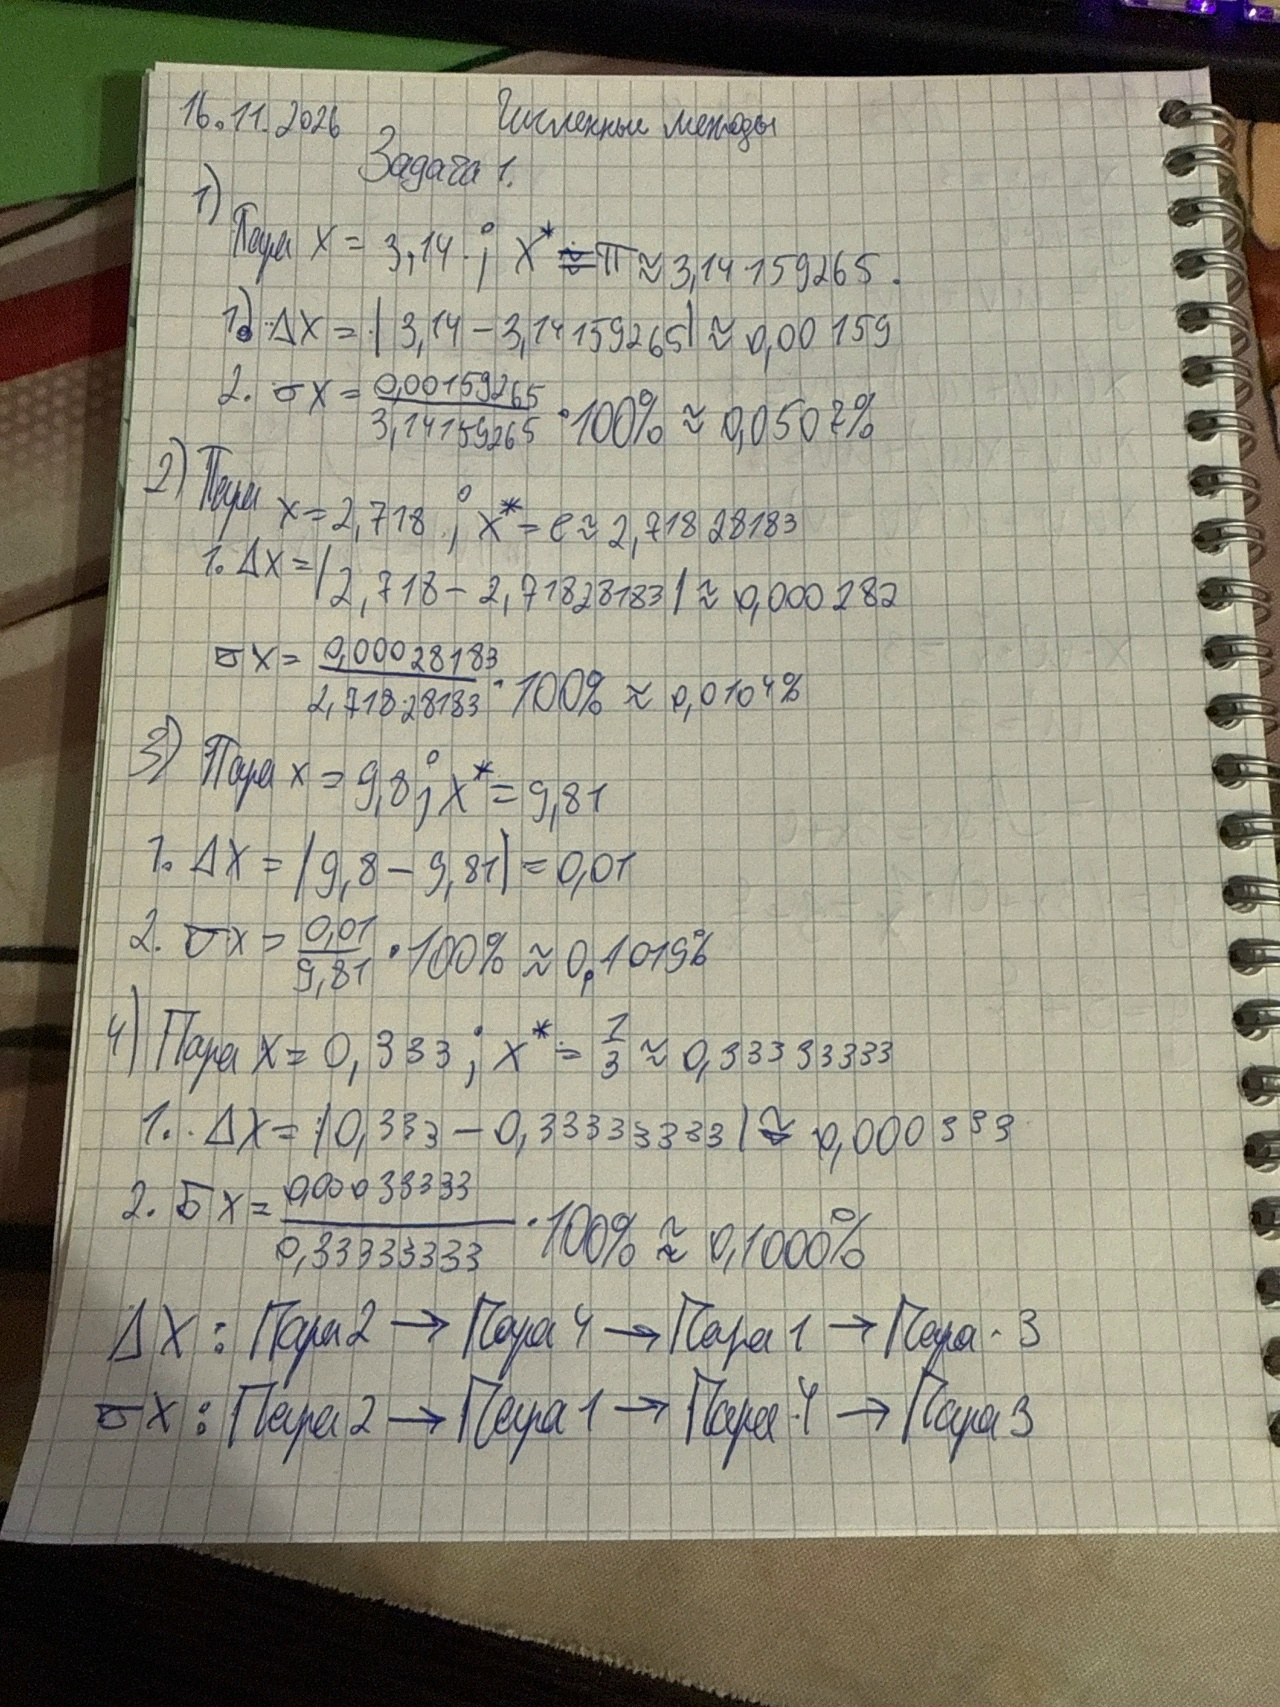 16.11.2026 Численные методы
Задача 1.
1)
Пара x = 3,14 ; x* ≈ π ≈ 3,14159265.
1. Δx = |3,14 - 3,14159265| ≈ 0,00159
2. σx = 0,00159265/3,14159265 · 100% ≈ 0,0507%
2) Пара x = 2,718 ; x* = e ≈ 2,71828183
1. Δx = |2,718 - 2,71828183| ≈ 0,000282
σx = 0,00028183/2,71828183 · 100% ≈ 0,0104%
3) Пара x = 9,8 ; x* = 9,81
1. Δx = |9,8 - 9,81| = 0,01
2. σx = 0,01/9,81 · 100% ≈ 0,1019%
4) Пара x = 0,333 ; x* = 1/3 ≈ 0,33333333
1. Δx = |0,333 - 0,33333333| ≈ 0,000333
2. σx = 0,00033333/0,33333333 · 100% ≈ 0,1000%
Δx : Пара 2 → Пара 4 → Пара 1 → Пара 3
σx : Пара 2 → Пара 1 → Пара 4 → Пара 3